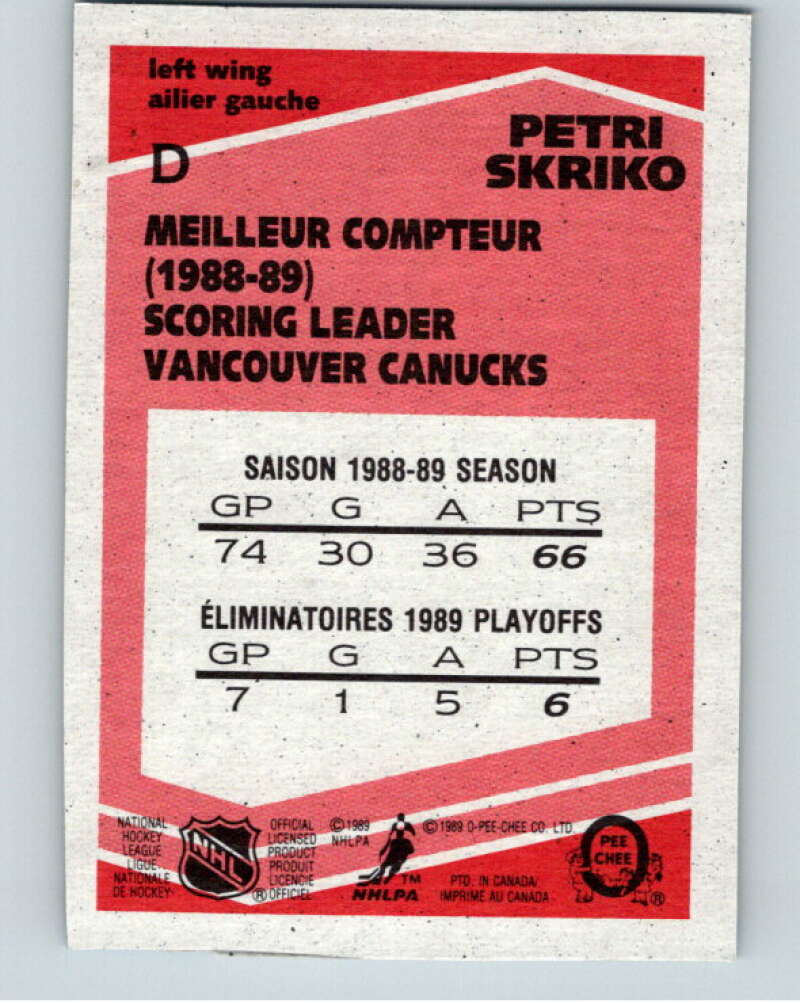 left wing
ailier gauche
D
PETRI
SKRIKO
MEILLEUR COMPTEUR
(1988-89)
SCORING LEADER
VANCOUVER CANUCKS
SAISON 1988-89 SEASON
GP G A PTS
74 30 36 66
ÉLIMINATOIRES 1989 PLAYOFFS
GP G A PTS
7 1 5 6
NATIONAL
HOCKEY
LEAGUE
LIGUE
NATIONALE
DE HOCKEY
NHL
®
OFFICIAL
LICENSED
PRODUCT
PRODUIT
LICENCIE
OFFICIEL
©1989
NHLPA
TM
NHLPA
©1989 O-PEE-CHEE CO. LTD.
PTD. IN CANADA/
IMPRIME AU CANADA
O
PEE
CHEE
®